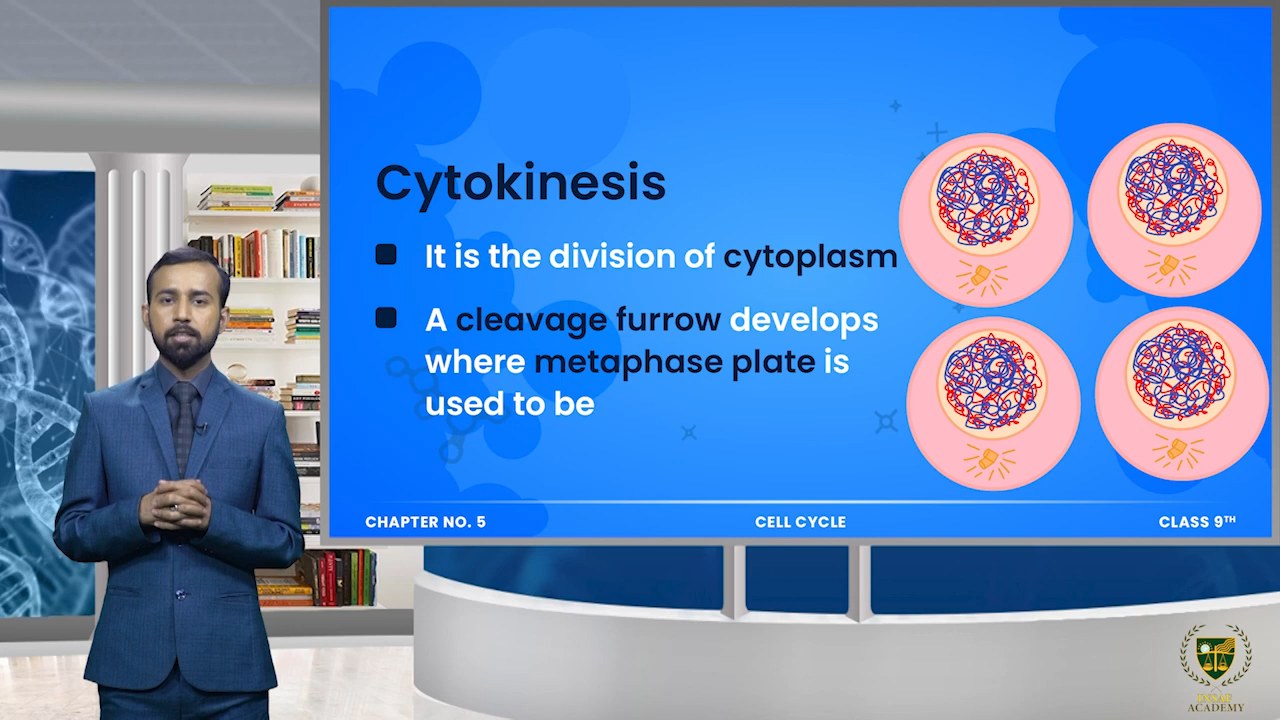 Cytokinesis
It is the division of cytoplasm
A cleavage furrow develops
where metaphase plate is
used to be
CHAPTER NO. 5
CELL CYCLE
CLASS 9TH
ACADEMY